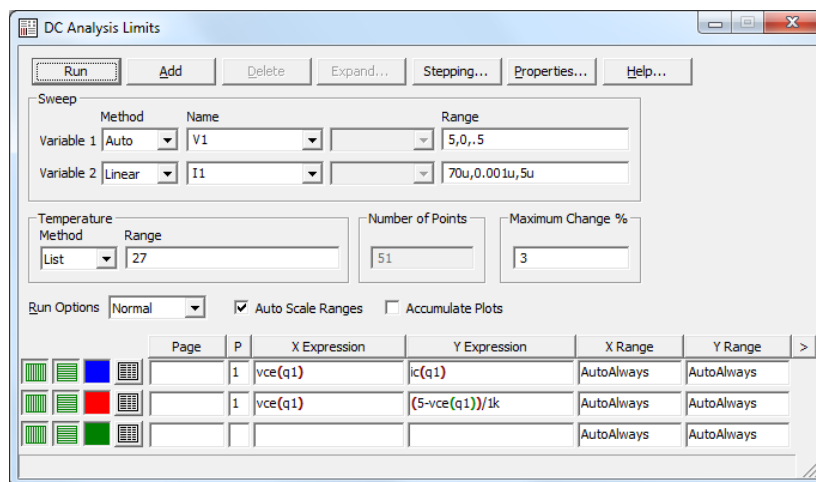 DC Analysis Limits
Run Add Delete Expand... Stepping... Properties... Help...
Sweep
Method Name Range
Variable 1 Auto V1 5,0,.5
Variable 2 Linear I1 70u,0.001u,5u
Temperature Number of Points Maximum Change %
Method Range
List 27 51 3
Run Options Normal Auto Scale Ranges Accumulate Plots
Page P X Expression Y Expression X Range Y Range >
1 vce(q1) ic(q1) AutoAlways AutoAlways
1 vce(q1) (5-vce(q1))/1k AutoAlways AutoAlways
AutoAlways AutoAlways